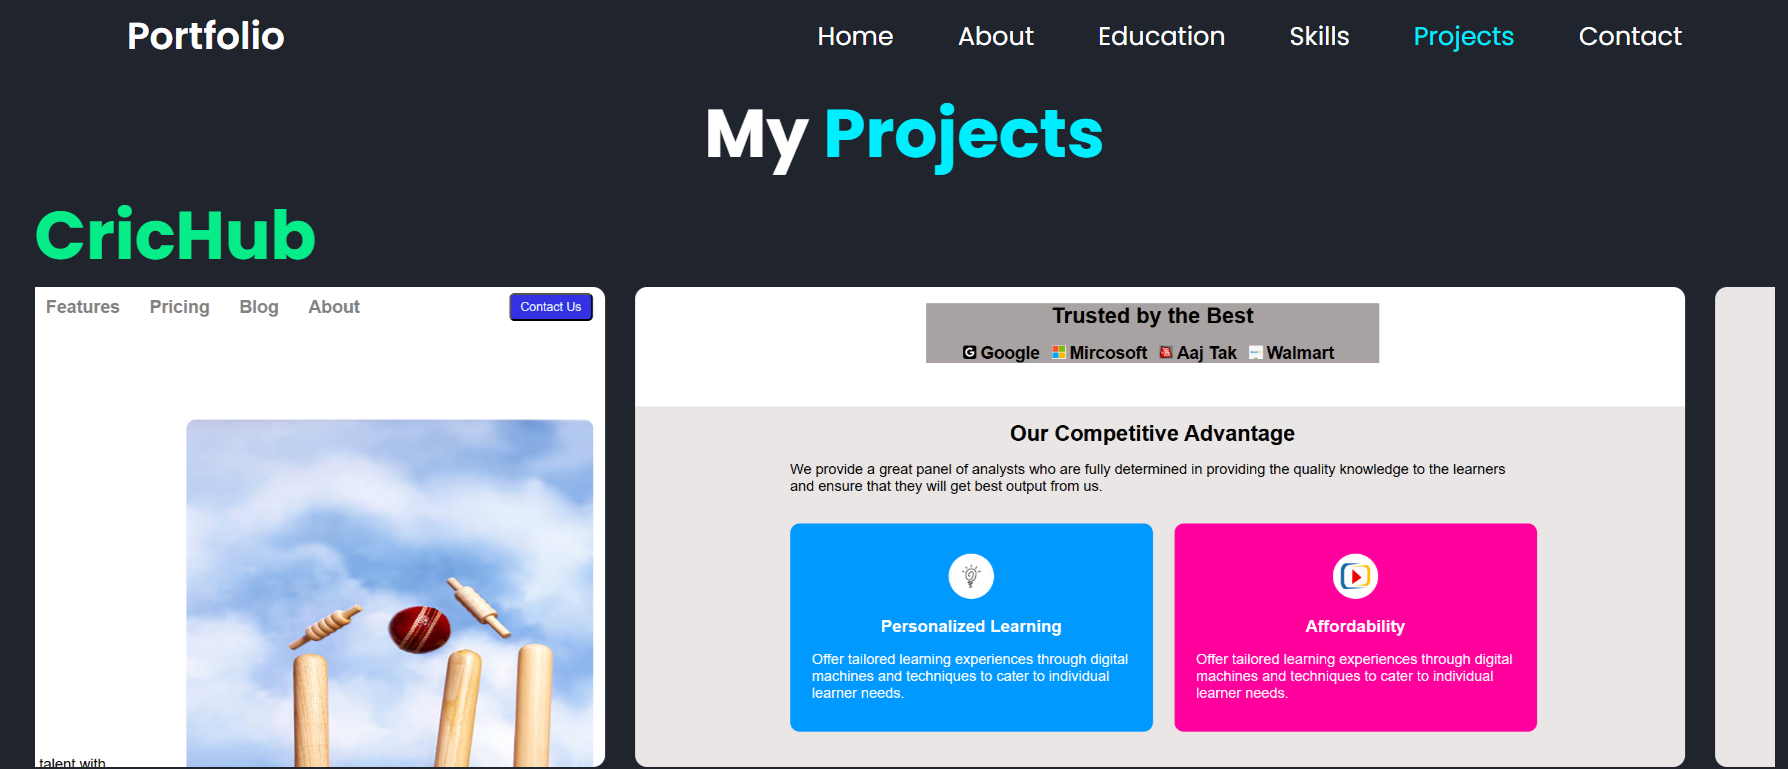 Portfolio
Home About Education Skills Projects Contact
My Projects
CricHub
Features Pricing Blog About Contact Us
talent with
Trusted by the Best
Google Mircosoft Aaj Tak Walmart
Our Competitive Advantage
We provide a great panel of analysts who are fully determined in providing the quality knowledge to the learners
and ensure that they will get best output from us.
Personalized Learning
Offer tailored learning experiences through digital
machines and techniques to cater to individual
learner needs.
Affordability
Offer tailored learning experiences through digital
machines and techniques to cater to individual
learner needs.